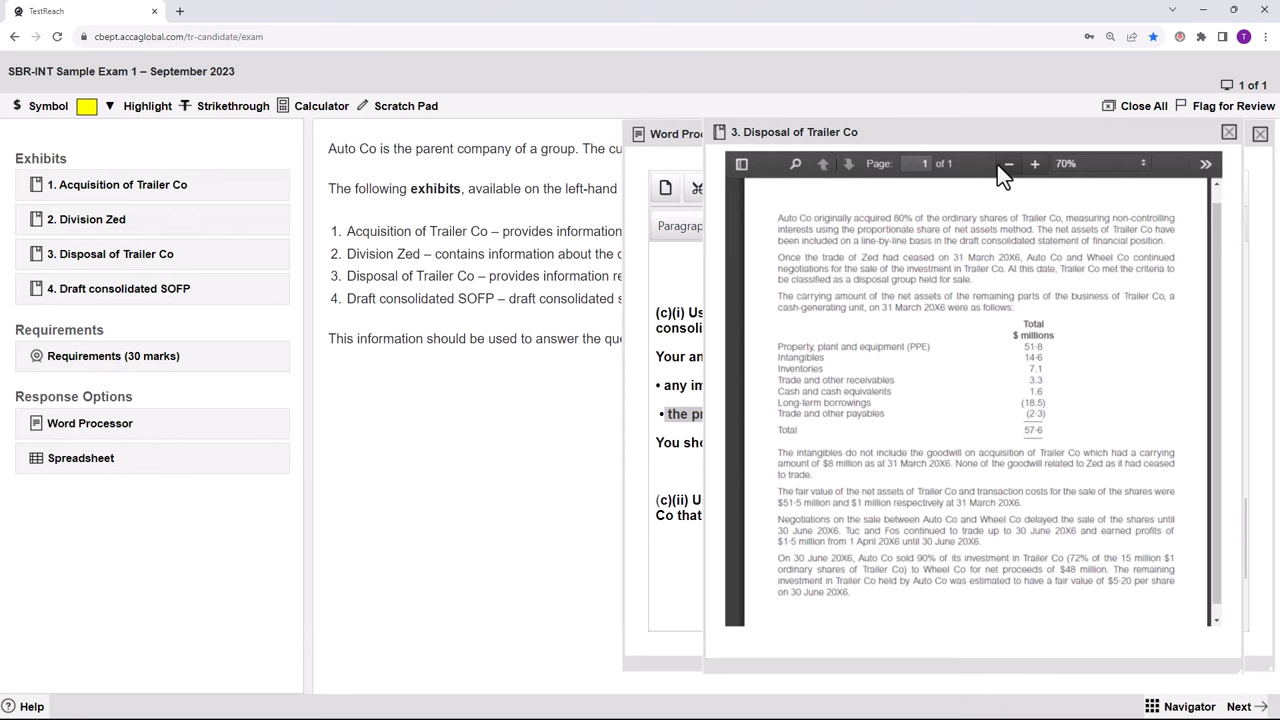 TestReach
cbept.accaglobal.com/tr-candidate/exam
T
SBR-INT Sample Exam 1 – September 2023
1 of 1
$ Symbol Highlight Strikethrough Calculator Scratch Pad
Close All Flag for Review
Exhibits
1. Acquisition of Trailer Co
2. Division Zed
3. Disposal of Trailer Co
4. Draft consolidated SOFP
Requirements
Requirements (30 marks)
Response Options
Word Processor
Spreadsheet
Auto Co is the parent company of a group. The cu
The following exhibits, available on the left-hand
1. Acquisition of Trailer Co – provides information
2. Division Zed – contains information about the c
3. Disposal of Trailer Co – provides information re
4. Draft consolidated SOFP – draft consolidated s
This information should be used to answer the que
Word Proc
Paragrap
(c)(i) Us
consoli
Your an
• any im
• the pr
You sho
(c)(ii) U
Co that
3. Disposal of Trailer Co
Page: 1 of 1
70%
Auto Co originally acquired 80% of the ordinary shares of Trailer Co, measuring non-controlling
interests using the proportionate share of net assets method. The net assets of Trailer Co have
been included on a line-by-line basis in the draft consolidated statement of financial position.
Once the trade of Zed had ceased on 31 March 20X6, Auto Co and Wheel Co continued
negotiations for the sale of the investment in Trailer Co. At this date, Trailer Co met the criteria to
be classified as a disposal group held for sale.
The carrying amount of the net assets of the remaining parts of the business of Trailer Co, a
cash-generating unit, on 31 March 20X6 were as follows:
Total
$ millions
Property, plant and equipment (PPE) 51·8
Intangibles 14·6
Inventories 7.1
Trade and other receivables 3.3
Cash and cash equivalents 1.6
Long-term borrowings (18.5)
Trade and other payables (2·3)
Total 57·6
The intangibles do not include the goodwill on acquisition of Trailer Co which had a carrying
amount of $8 million as at 31 March 20X6. None of the goodwill related to Zed as it had ceased
to trade.
The fair value of the net assets of Trailer Co and transaction costs for the sale of the shares were
$51·5 million and $1 million respectively at 31 March 20X6.
Negotiations on the sale between Auto Co and Wheel Co delayed the sale of the shares until
30 June 20X6. Tuc and Fos continued to trade up to 30 June 20X6 and earned profits of
$1·5 million from 1 April 20X6 until 30 June 20X6.
On 30 June 20X6, Auto Co sold 90% of its investment in Trailer Co (72% of the 15 million $1
ordinary shares of Trailer Co) to Wheel Co for net proceeds of $48 million. The remaining
investment in Trailer Co held by Auto Co was estimated to have a fair value of $5·20 per share
on 30 June 20X6.
Help
Navigator Next